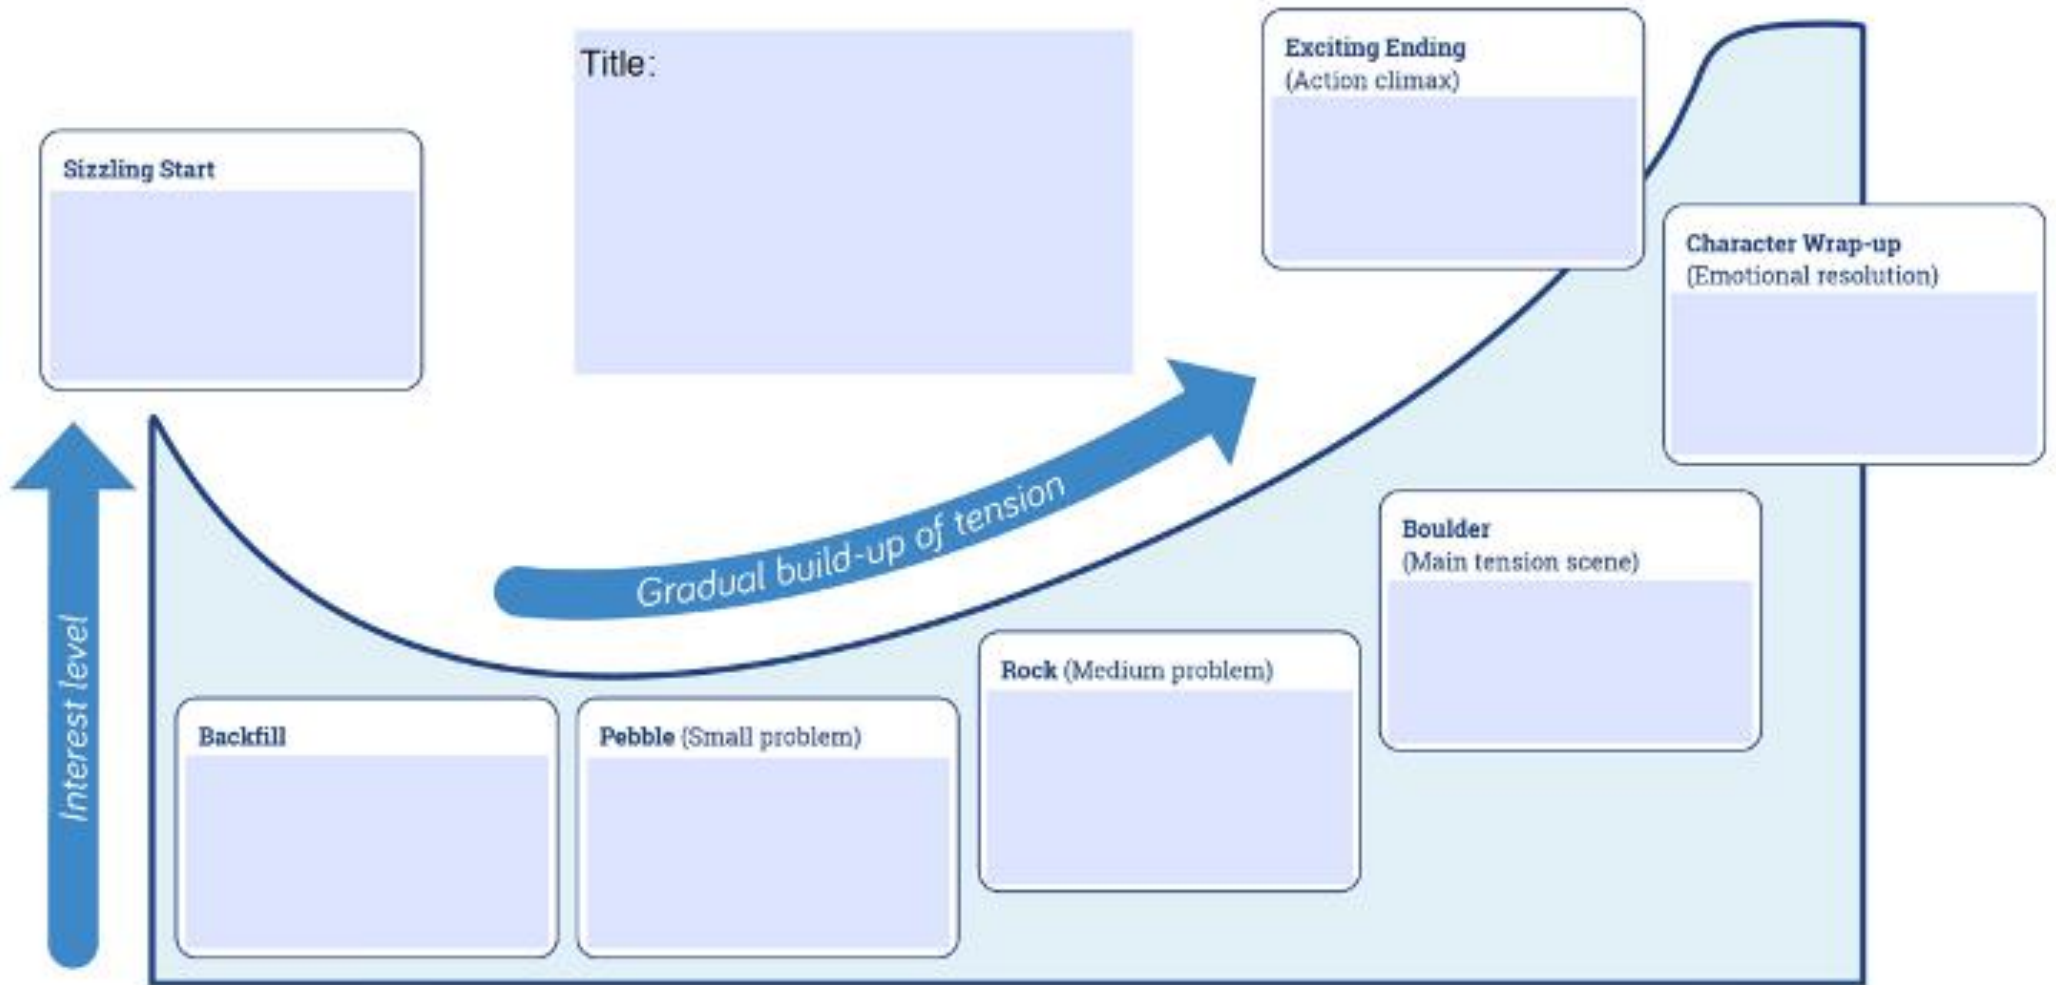 Title:
Sizzling Start
Interest level
Backfill
Pebble (Small problem)
Gradual build-up of tension
Rock (Medium problem)
Boulder
(Main tension scene)
Exciting Ending
(Action climax)
Character Wrap-up
(Emotional resolution)